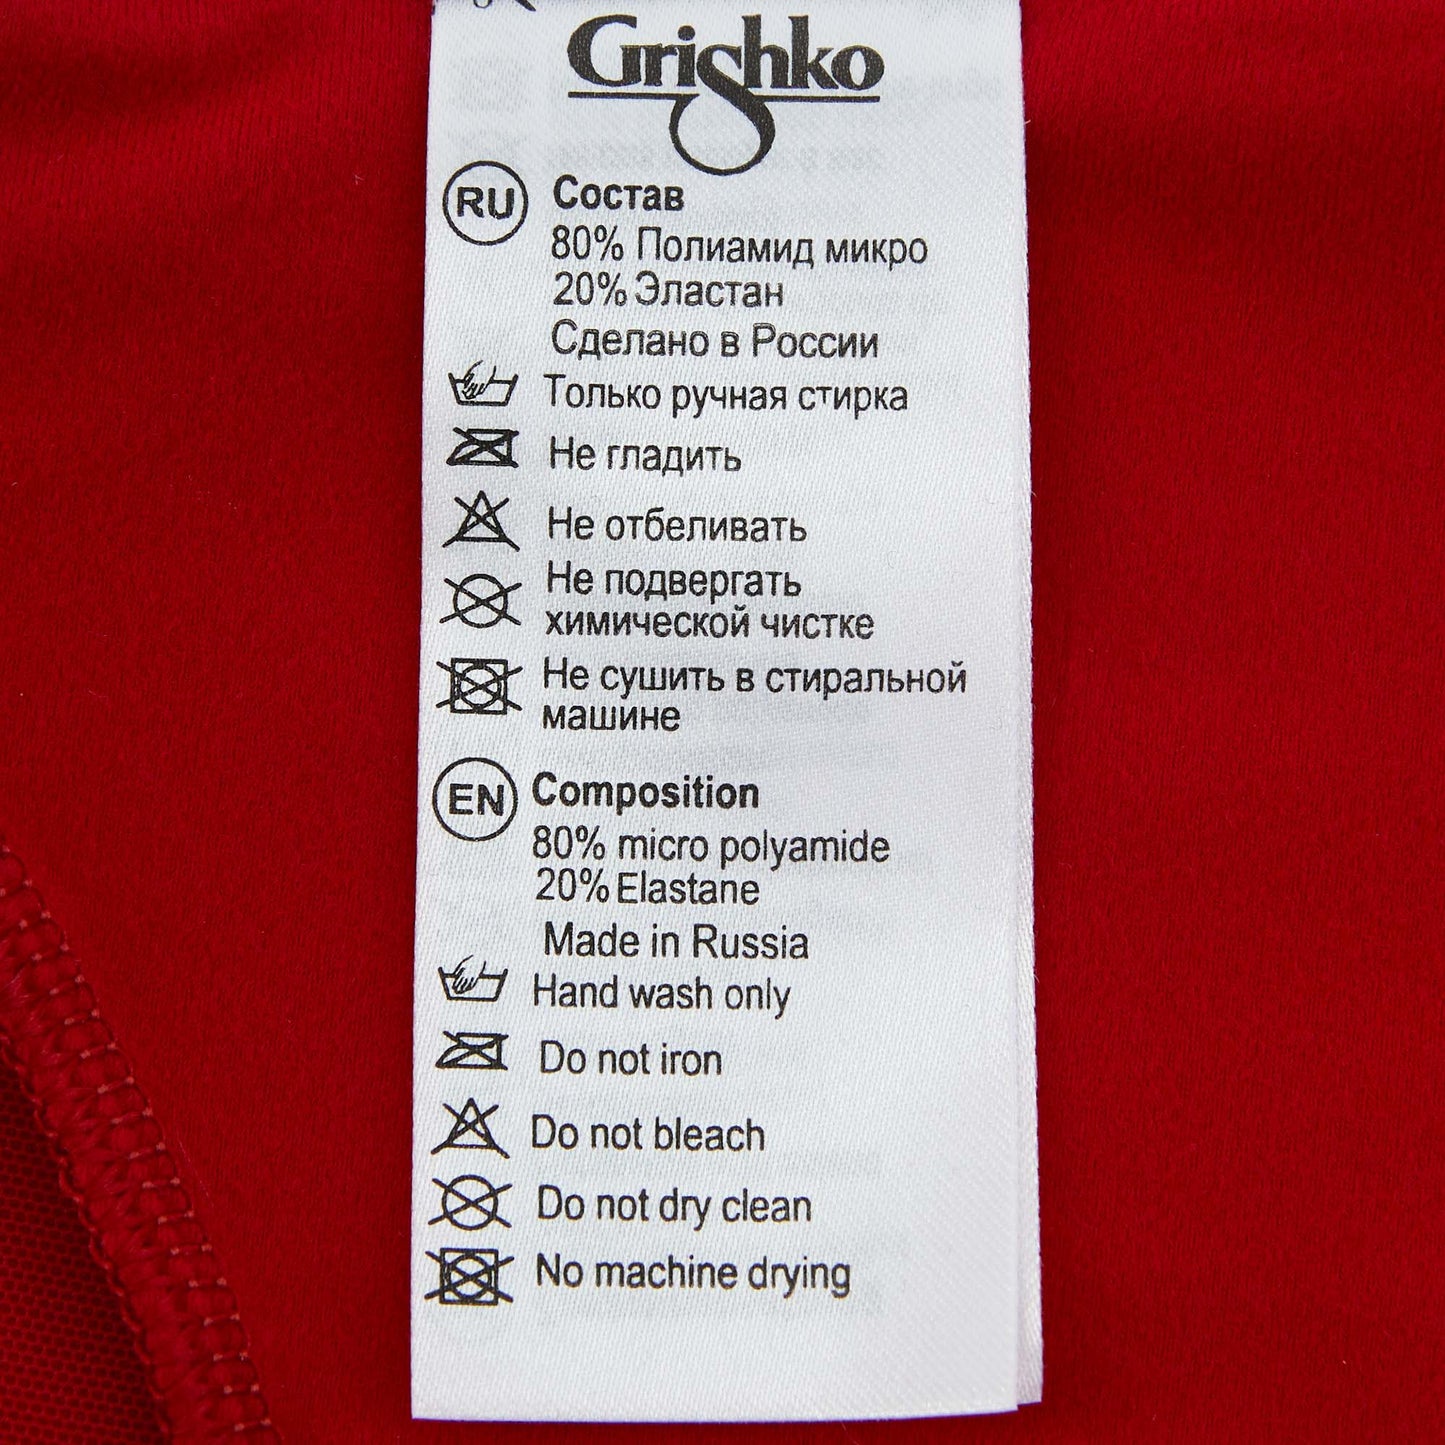 Grishko
RU Состав
80% Полиамид микро
20% Эластан
Сделано в России
Только ручная стирка
Не гладить
Не отбеливать
Не подвергать
химической чистке
Не сушить в стиральной
машине
EN Composition
80% micro polyamide
20% Elastane
Made in Russia
Hand wash only
Do not iron
Do not bleach
Do not dry clean
No machine drying